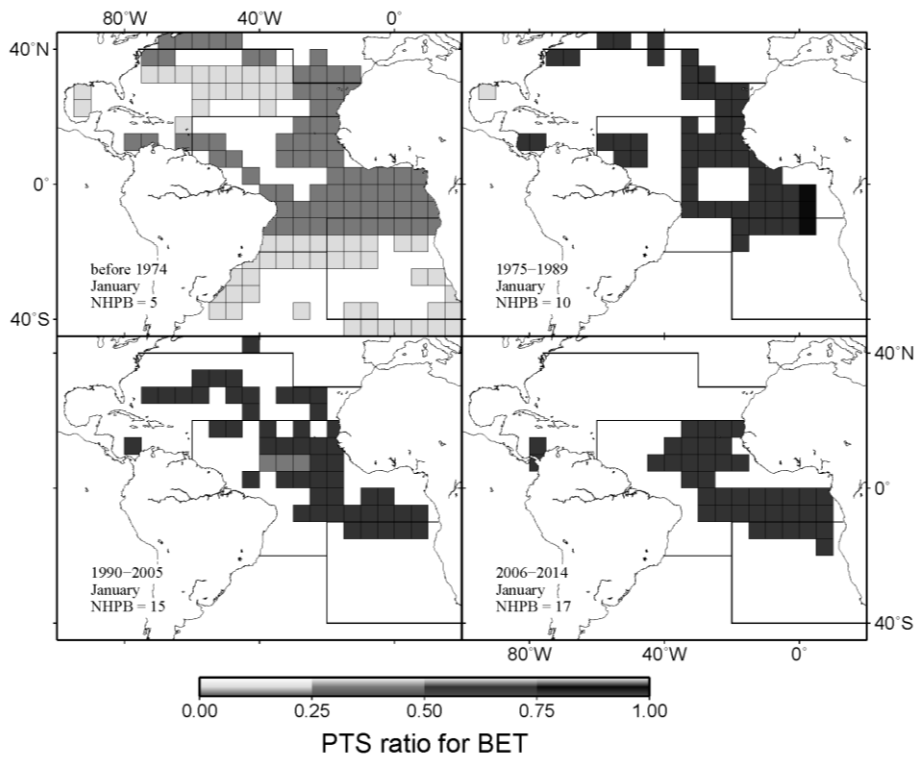 80°W 40°W 0°
40°N
0°
40°S
before 1974
January
NHPB = 5
1975−1989
January
NHPB = 10
1990−2005
January
NHPB = 15
2006−2014
January
NHPB = 17
40°N
0°
40°S
80°W 40°W 0°
0.00 0.25 0.50 0.75 1.00
PTS ratio for BET